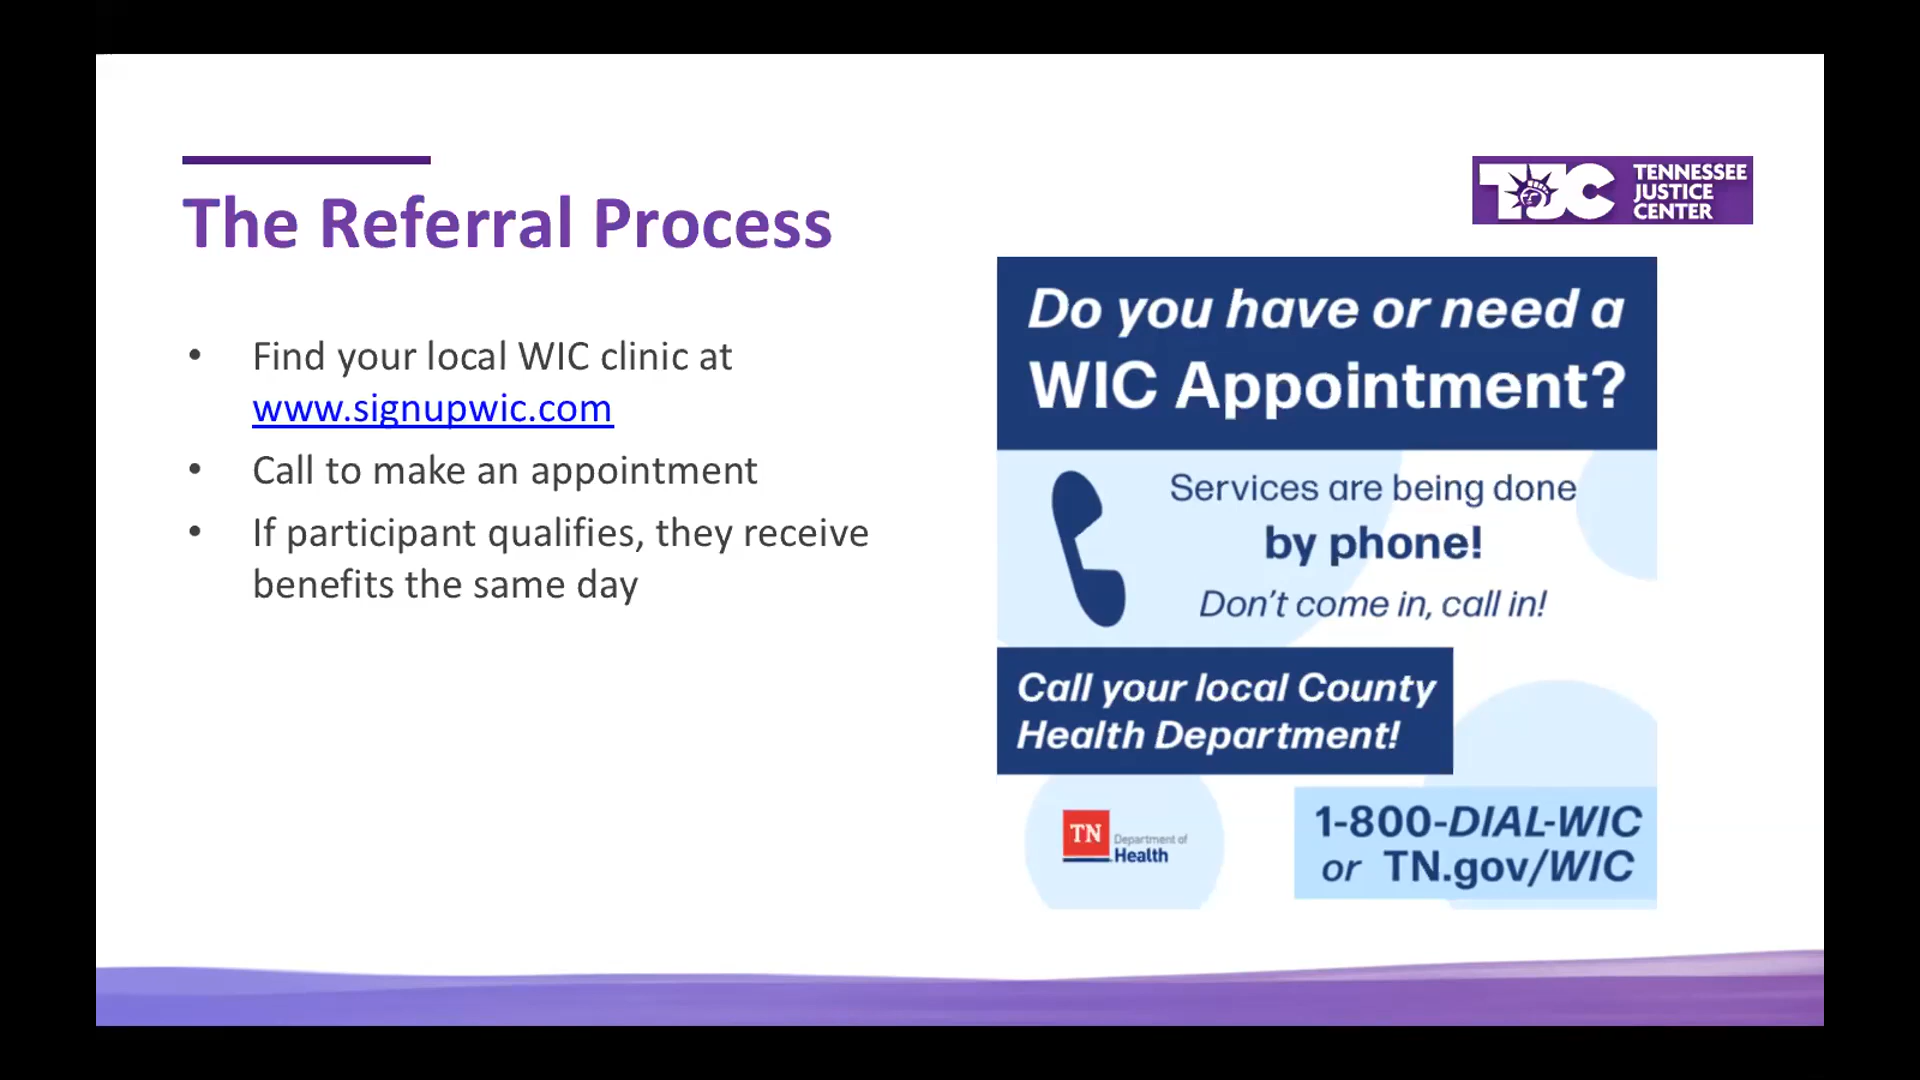 The Referral Process
TJC
TENNESSEE
JUSTICE
CENTER
• Find your local WIC clinic at
www.signupwic.com
• Call to make an appointment
• If participant qualifies, they receive
benefits the same day
Do you have or need a
WIC Appointment?
Services are being done
by phone!
Don't come in, call in!
Call your local County
Health Department!
TN
Department of
Health
1-800-DIAL-WIC
or TN.gov/WIC